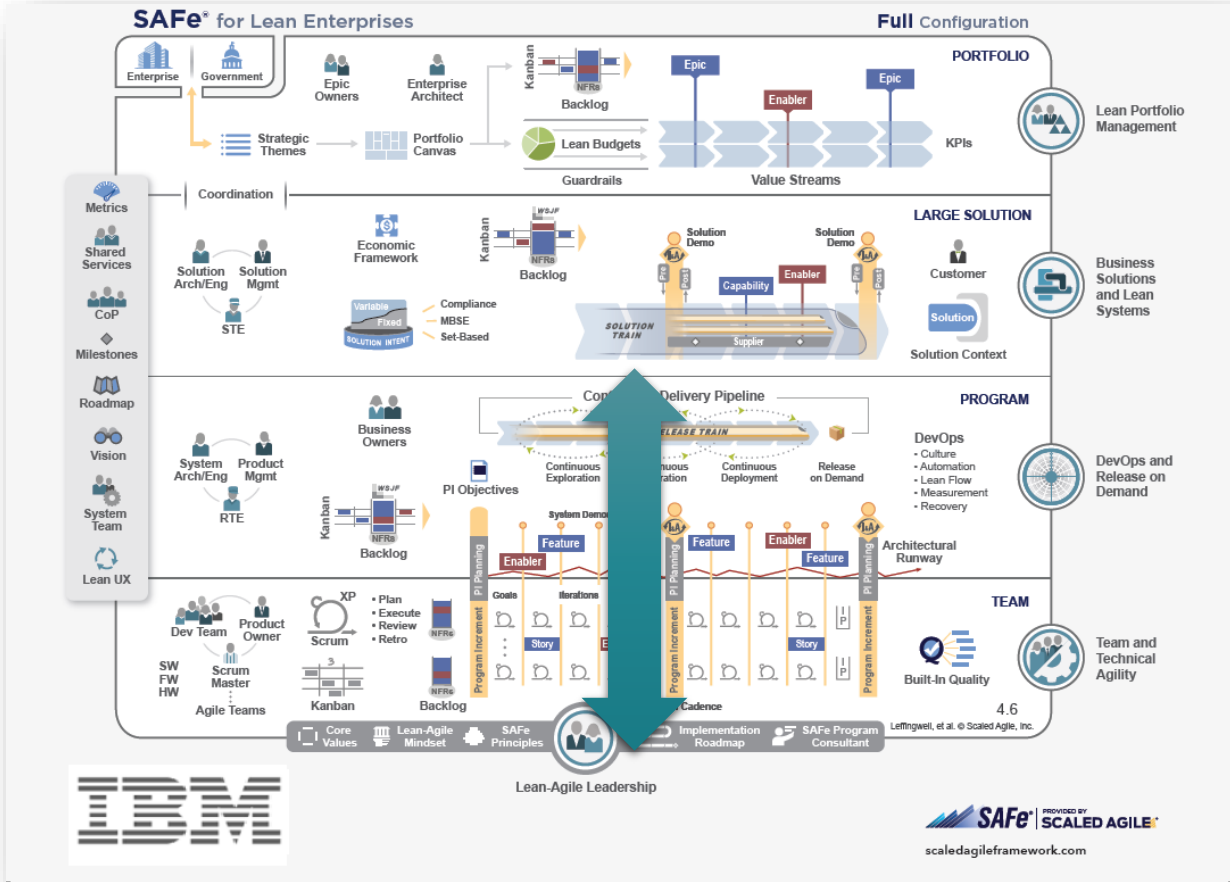 SAFe® for Lean Enterprises
Full Configuration
Enterprise
Government
Epic
Owners
Enterprise
Architect
Kanban
NFRs
Backlog
Epic
Enabler
Epic
PORTFOLIO
Lean Portfolio
Management
Strategic
Themes
Portfolio
Canvas
Lean Budgets
Guardrails
Value Streams
KPIs
Coordination
Metrics
Shared
Services
CoP
Milestones
Roadmap
Vision
System
Team
Lean UX
LARGE SOLUTION
Solution
Arch/Eng
Solution
Mgmt
STE
Economic
Framework
Kanban
WSJF
NFRs
Backlog
Variable
Fixed
SOLUTION INTENT
Compliance
MBSE
Set-Based
Solution
Demo
I&A
Pre
Post
Capability
Enabler
SOLUTION
TRAIN
Supplier
Solution
Demo
I&A
Pre
Post
Customer
Solution
Solution Context
Business
Solutions
and Lean
Systems
PROGRAM
Business
Owners
System
Arch/Eng
Product
Mgmt
RTE
Kanban
WSJF
NFRs
Backlog
Delivery Pipeline
RELEASE TRAIN
Continuous
Exploration
Continuous
Deployment
Release
on Demand
PI Objectives
DevOps
• Culture
• Automation
• Lean Flow
• Measurement
• Recovery
DevOps and
Release on
Demand
System Demos
Enabler
Feature
I&A
Feature
Enabler
Feature
I&A
Architectural
Runway
PI Planning
PI Planning
PI Planning
TEAM
Dev Team
Product
Owner
Scrum
Master
SW
FW
HW
Agile Teams
XP
Scrum
• Plan
• Execute
• Review
• Retro
Kanban
3
NFRs
NFRs
Backlog
Program Increment
Goals
Iterations
Story
Program Increment
Story
IP
IP
Program Increment
Cadence
Built-In Quality
Team and
Technical
Agility
4.6
Leffingwell, et al. © Scaled Agile, Inc.
Core
Values
Lean-Agile
Mindset
SAFe
Principles
Implementation
Roadmap
SAFe Program
Consultant
Lean-Agile Leadership
IBM
SAFe® PROVIDED BY
SCALED AGILE
scaledagileframework.com